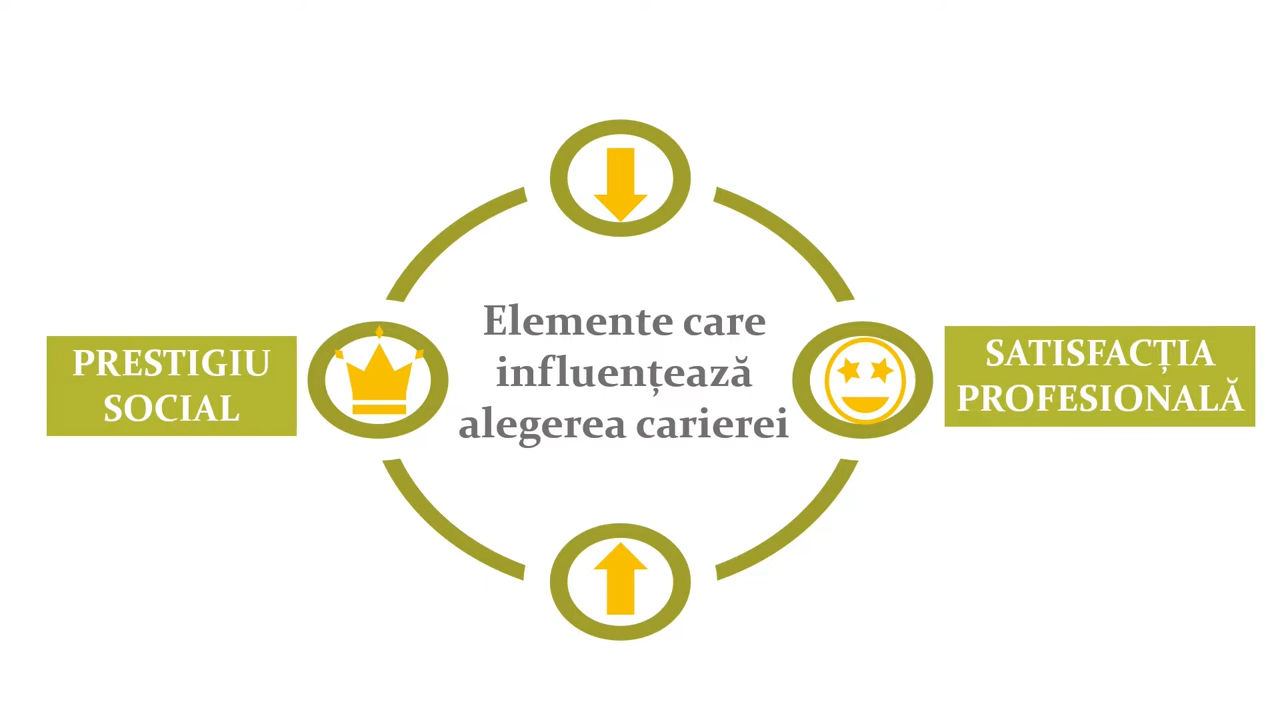 Elemente care
influențează
alegerea carierei
PRESTIGIU
SOCIAL
SATISFACȚIA
PROFESIONALĂ